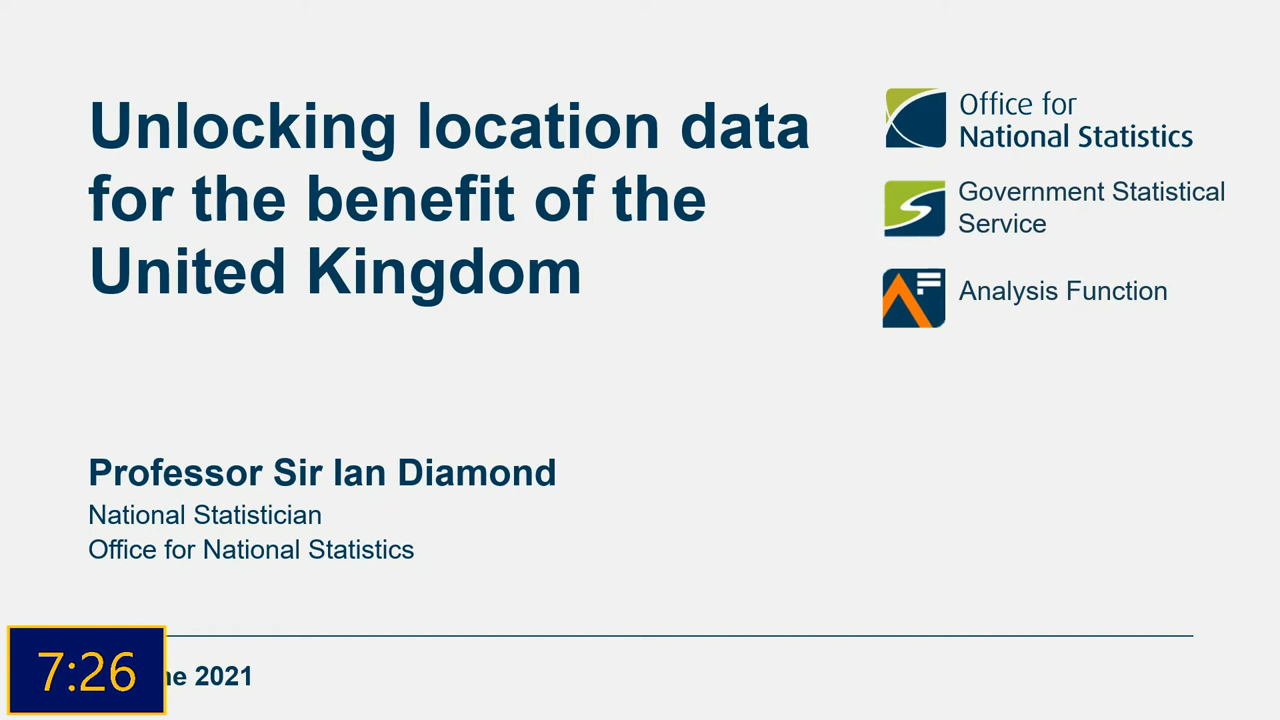 Unlocking location data
for the benefit of the
United Kingdom
Office for
National Statistics
Government Statistical
Service
Analysis Function
Professor Sir Ian Diamond
National Statistician
Office for National Statistics
7:26
2021